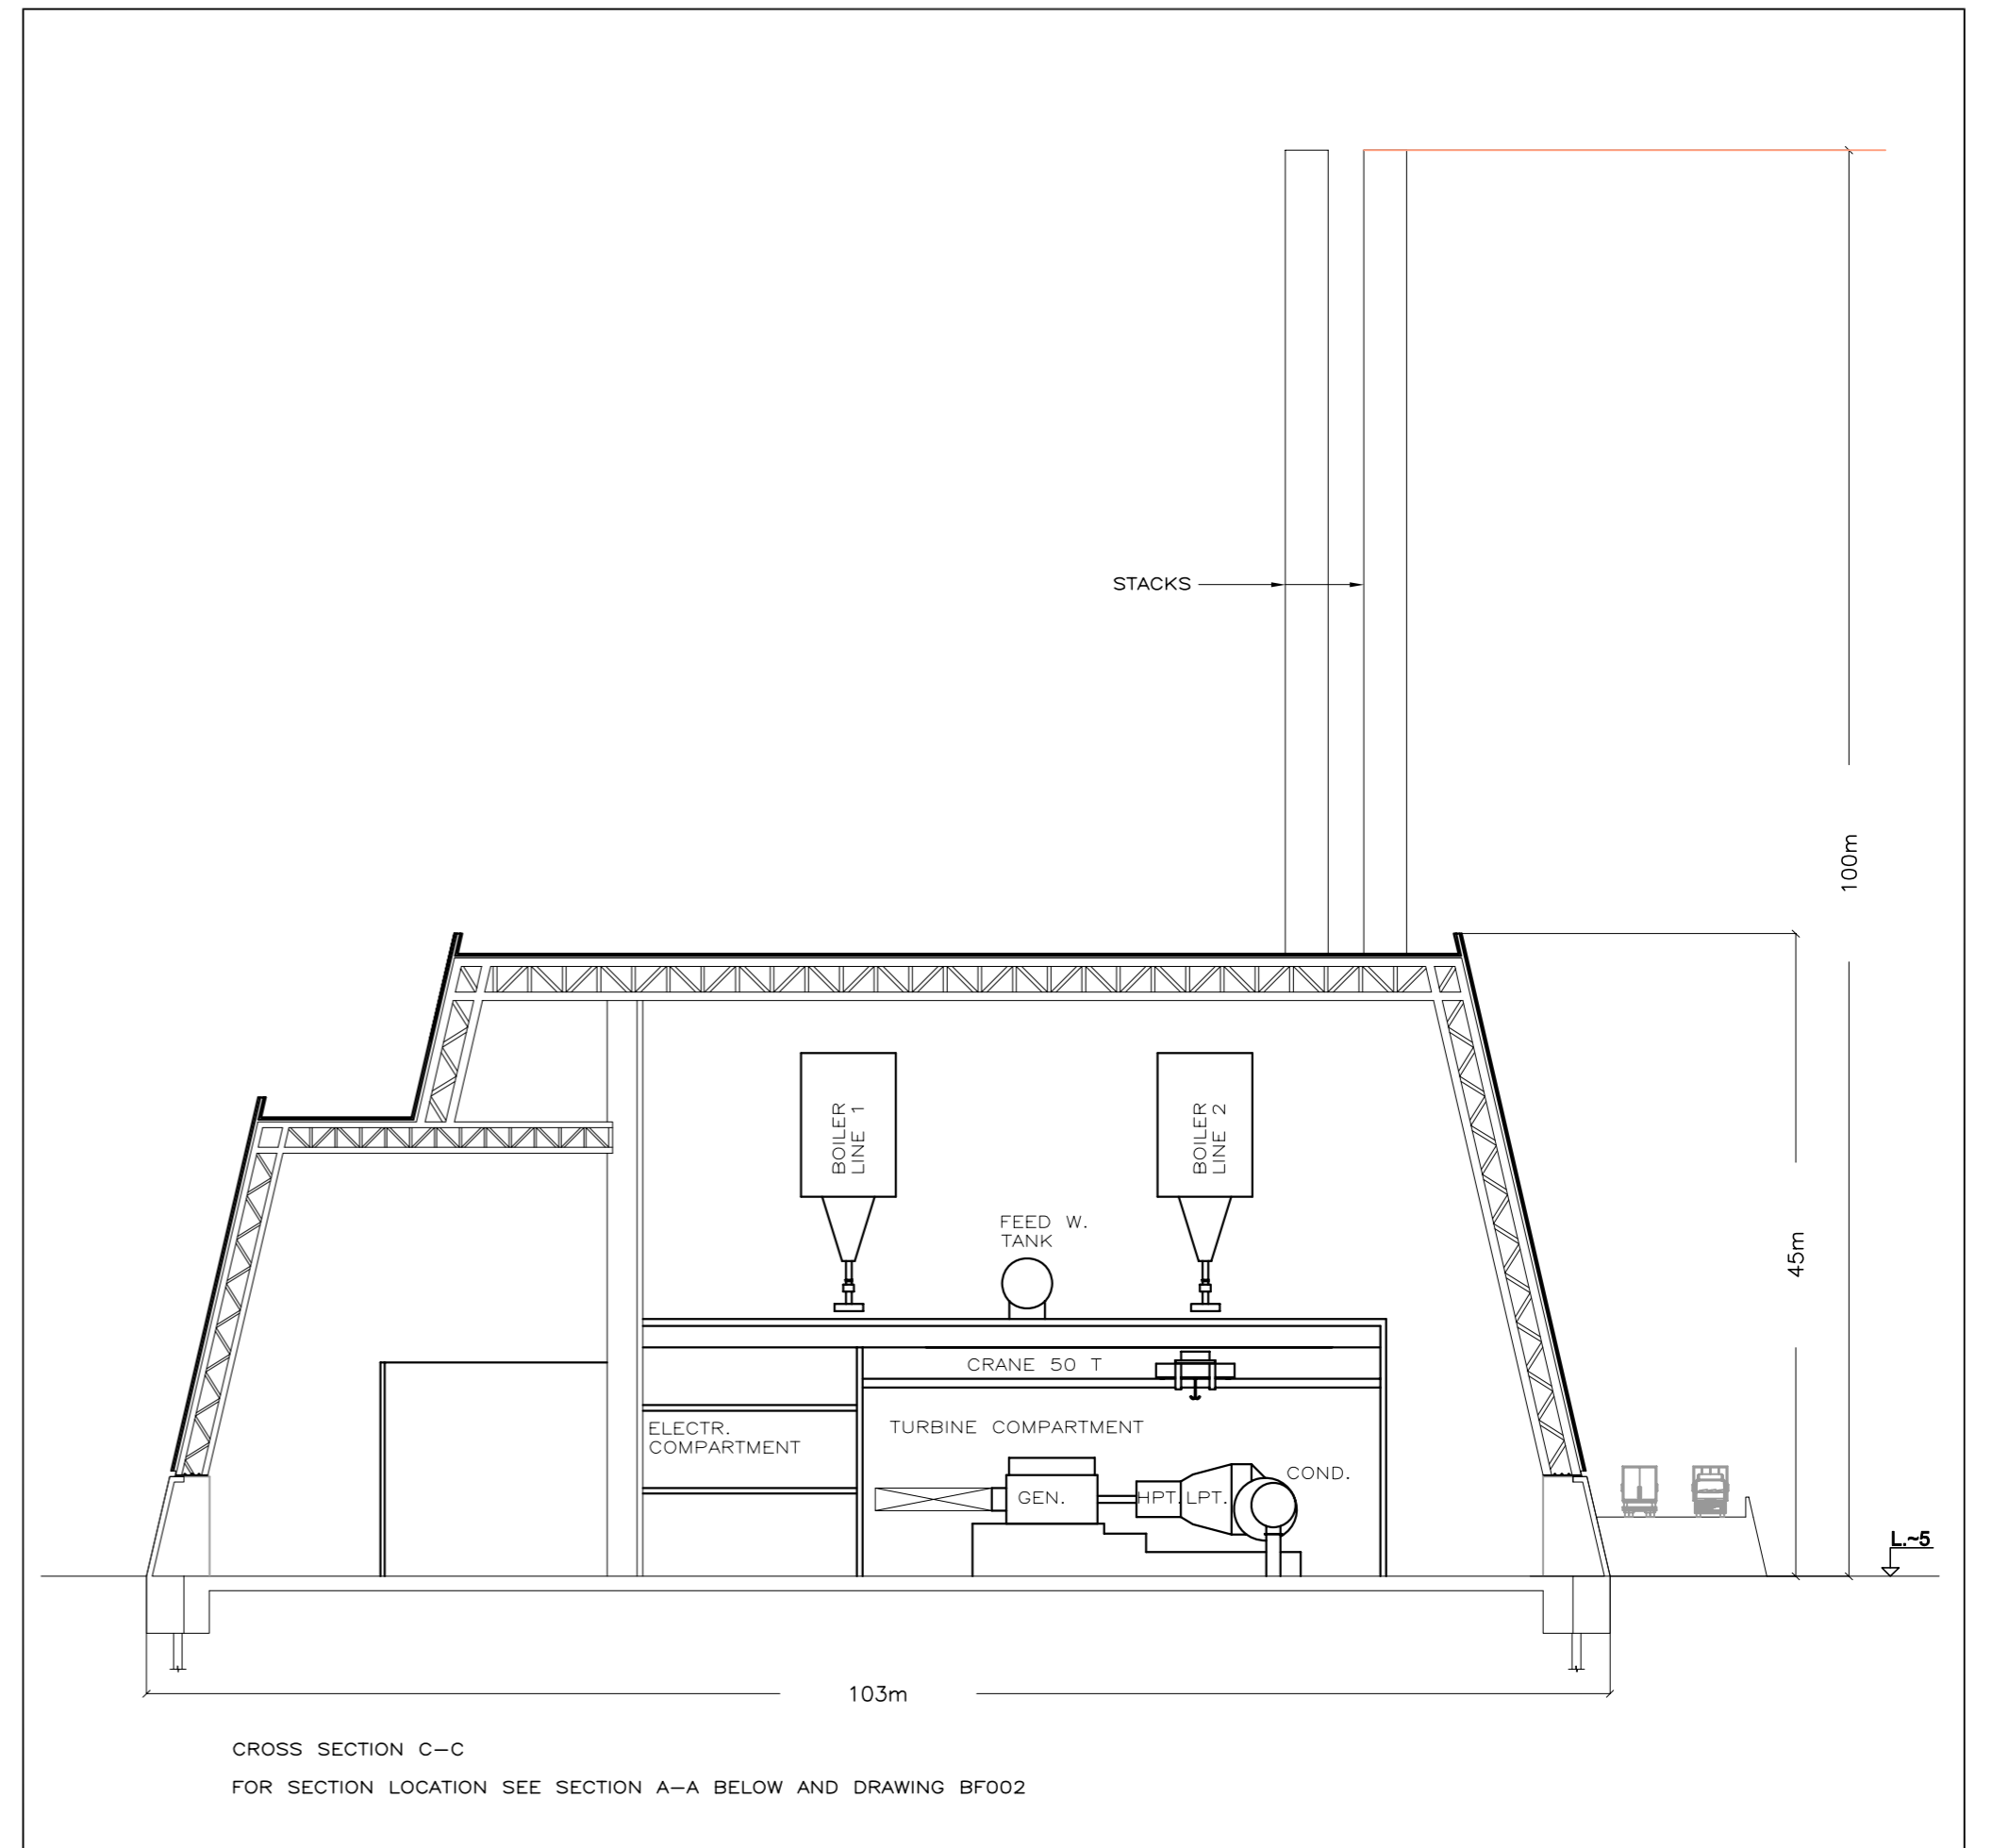 STACKS
100m
BOILER
LINE 1
BOILER
LINE 2
FEED W.
TANK
45m
CRANE 50 T
ELECTR.
COMPARTMENT
TURBINE COMPARTMENT
COND.
GEN.
HPT.
LPT.
L.~5
103m
CROSS SECTION C-C
FOR SECTION LOCATION SEE SECTION A-A BELOW AND DRAWING BF002